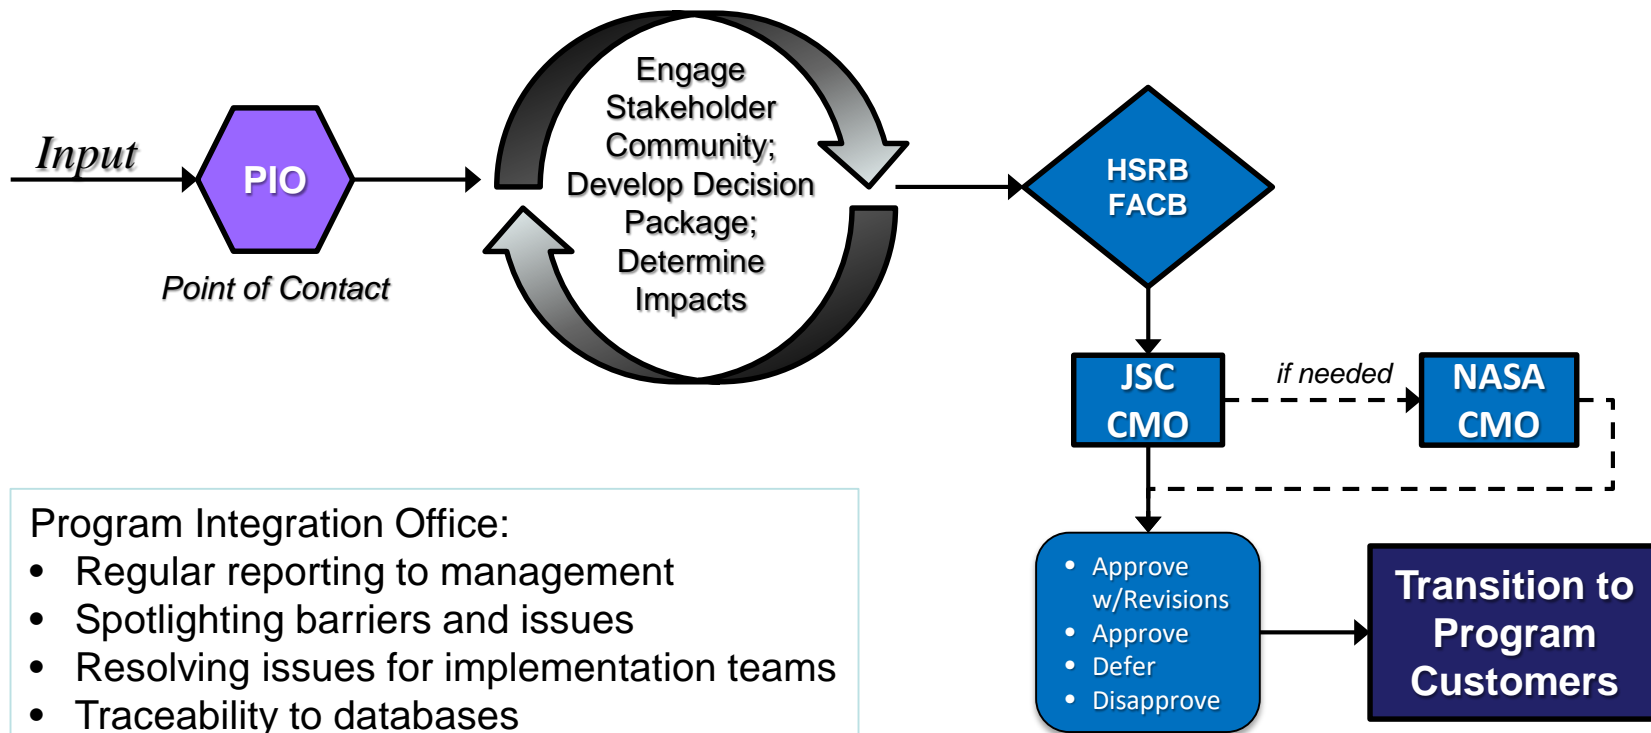 Input
PIO
Point of Contact
Engage
Stakeholder
Community;
Develop Decision
Package;
Determine
Impacts
HSRB
FACB
JSC
CMO
if needed
NASA
CMO
• Approve
w/Revisions
• Approve
• Defer
• Disapprove
Transition to
Program
Customers
Program Integration Office:
• Regular reporting to management
• Spotlighting barriers and issues
• Resolving issues for implementation teams
• Traceability to databases